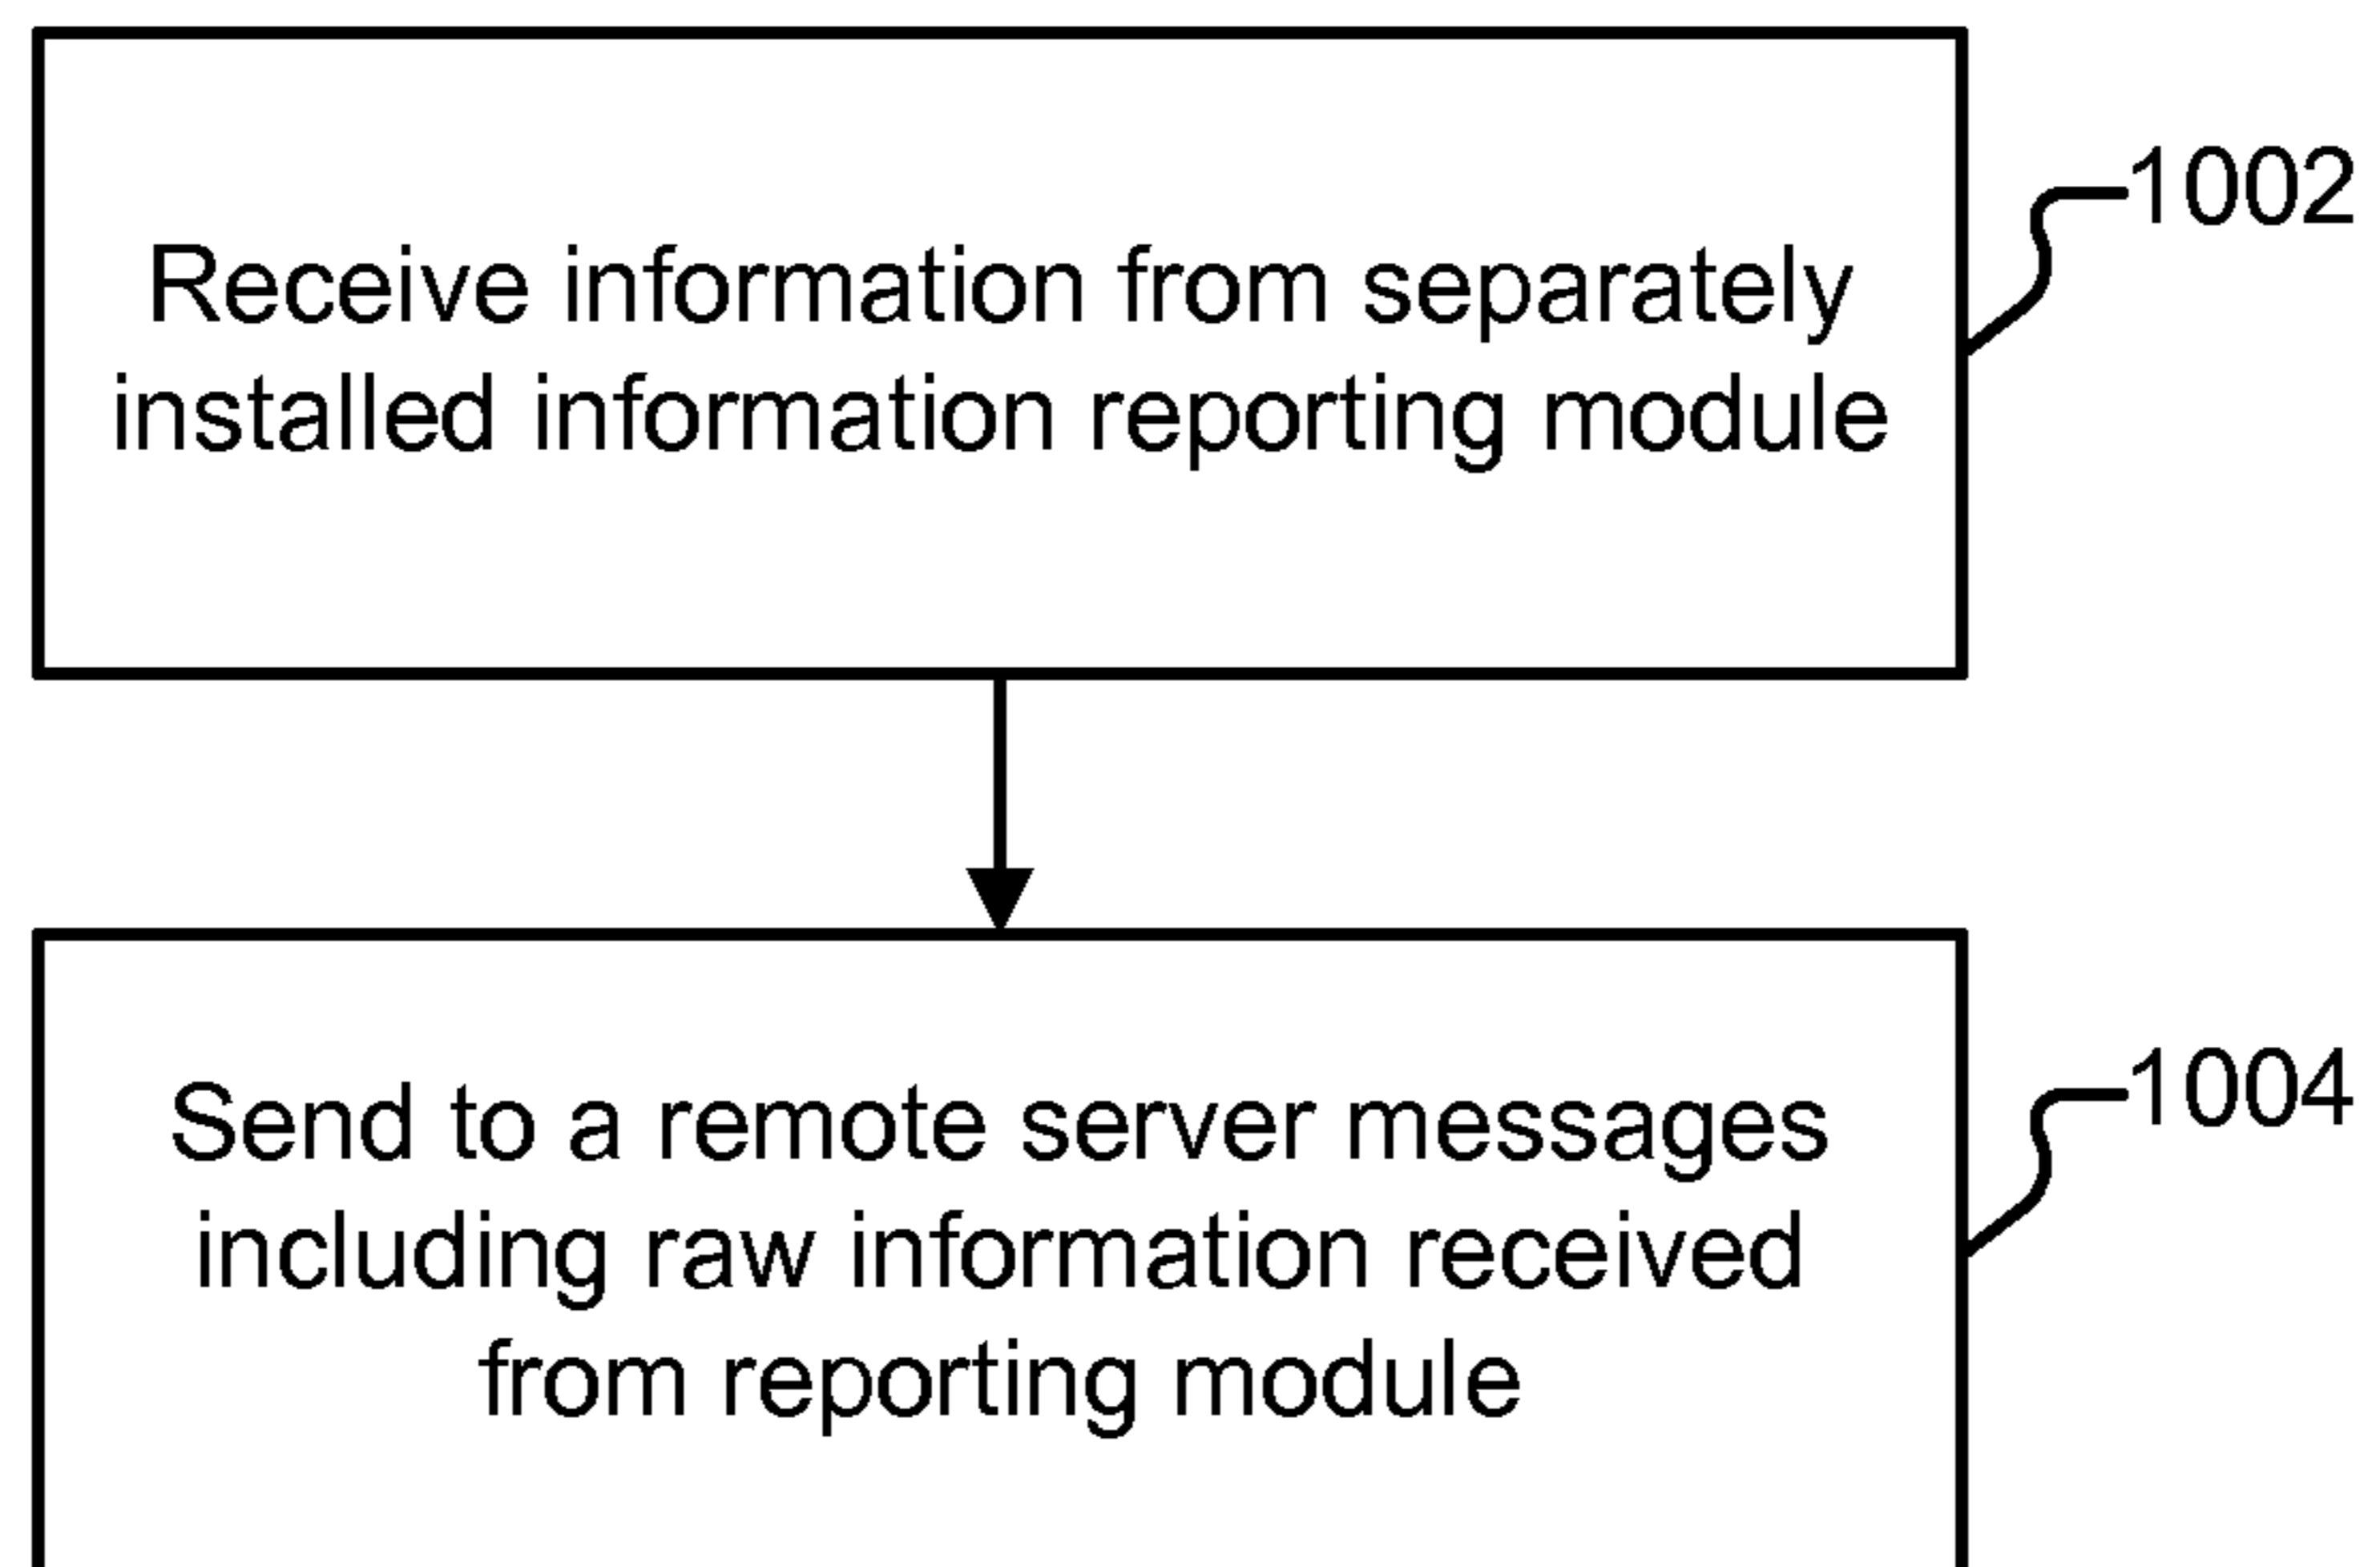 1002
Receive information from separately
installed information reporting module
1004
Send to a remote server messages
including raw information received
from reporting module